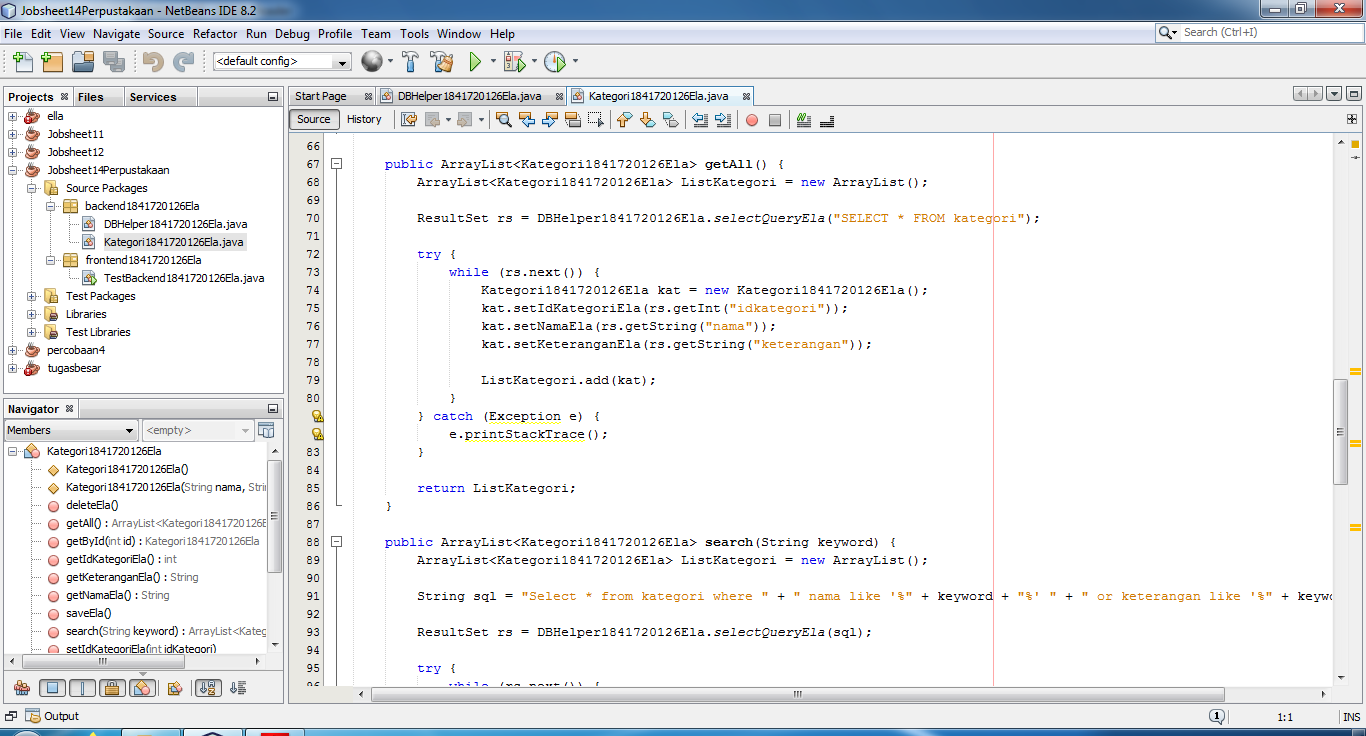 Jobsheet14Perpustakaan - NetBeans IDE 8.2
File Edit View Navigate Source Refactor Run Debug Profile Team Tools Window Help
Search (Ctrl+I)
<default config>
Projects Files Services
ella
Jobsheet11
Jobsheet12
Jobsheet14Perpustakaan
Source Packages
backend1841720126Ela
DBHelper1841720126Ela.java
Kategori1841720126Ela.java
frontend1841720126Ela
TestBackend1841720126Ela.java
Test Packages
Libraries
Test Libraries
percobaan4
tugasbesar
Navigator
Members <empty>
Kategori1841720126Ela
Kategori1841720126Ela()
Kategori1841720126Ela(String nama, Stri
deleteEla()
getAll() : ArrayList<Kategori1841720126E
getById(int id) : Kategori1841720126Ela
getIdKategoriEla() : int
getKeteranganEla() : String
getNamaEla() : String
saveEla()
search(String keyword) : ArrayList<Kateg
setIdKategoriEla(int idKategori)
Start Page DBHelper1841720126Ela.java Kategori1841720126Ela.java
Source History
66
67 public ArrayList<Kategori1841720126Ela> getAll() {
68 ArrayList<Kategori1841720126Ela> ListKategori = new ArrayList();
69
70 ResultSet rs = DBHelper1841720126Ela.selectQueryEla("SELECT * FROM kategori");
71
72 try {
73 while (rs.next()) {
74 Kategori1841720126Ela kat = new Kategori1841720126Ela();
75 kat.setIdKategoriEla(rs.getInt("idkategori"));
76 kat.setNamaEla(rs.getString("nama"));
77 kat.setKeteranganEla(rs.getString("keterangan"));
78
79 ListKategori.add(kat);
80 }
} catch (Exception e) {
e.printStackTrace();
83 }
84
85 return ListKategori;
86 }
87
88 public ArrayList<Kategori1841720126Ela> search(String keyword) {
89 ArrayList<Kategori1841720126Ela> ListKategori = new ArrayList();
90
91 String sql = "Select * from kategori where " + " nama like '%" + keyword + "%' " + " or keterangan like '%" + keywo
92
93 ResultSet rs = DBHelper1841720126Ela.selectQueryEla(sql);
94
95 try {
96 while (rs.next()) {
Output
1
1:1 INS